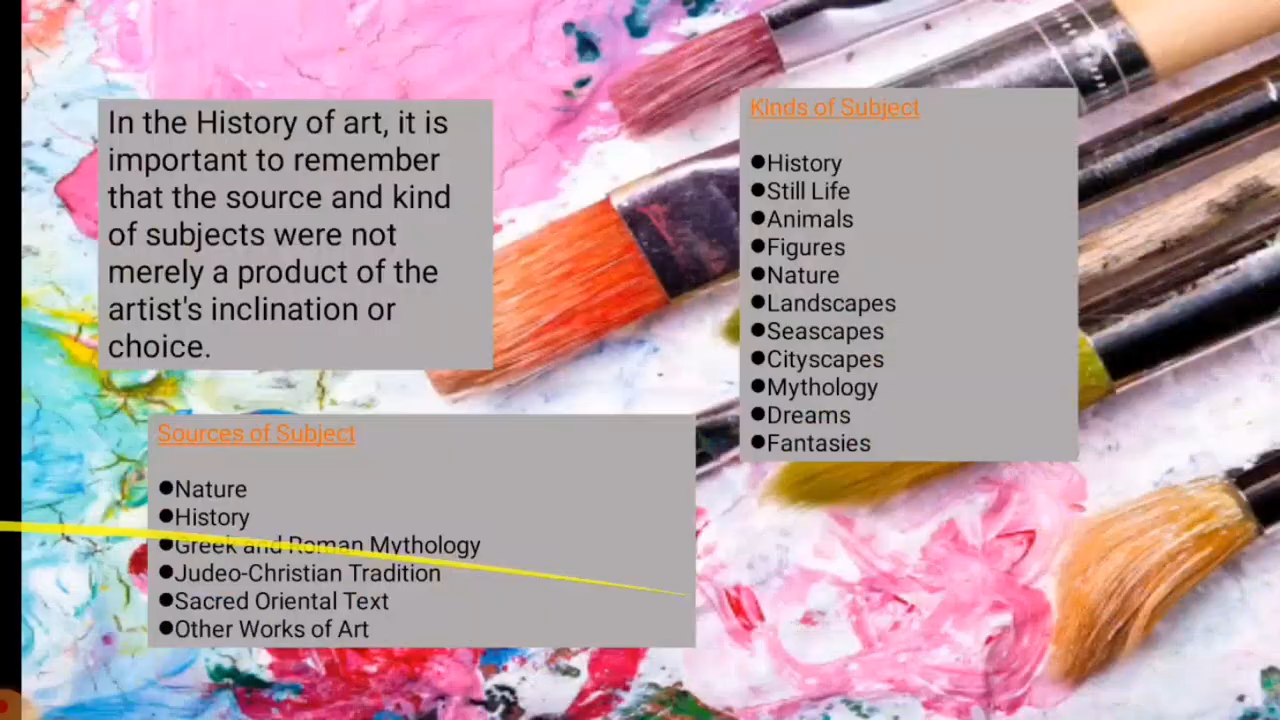 In the History of art, it is
important to remember
that the source and kind
of subjects were not
merely a product of the
artist's inclination or
choice.
Sources of Subject
●Nature
●History
●Greek and Roman Mythology
●Judeo-Christian Tradition
●Sacred Oriental Text
●Other Works of Art
Kinds of Subject
●History
●Still Life
●Animals
●Figures
●Nature
●Landscapes
●Seascapes
●Cityscapes
●Mythology
●Dreams
●Fantasies